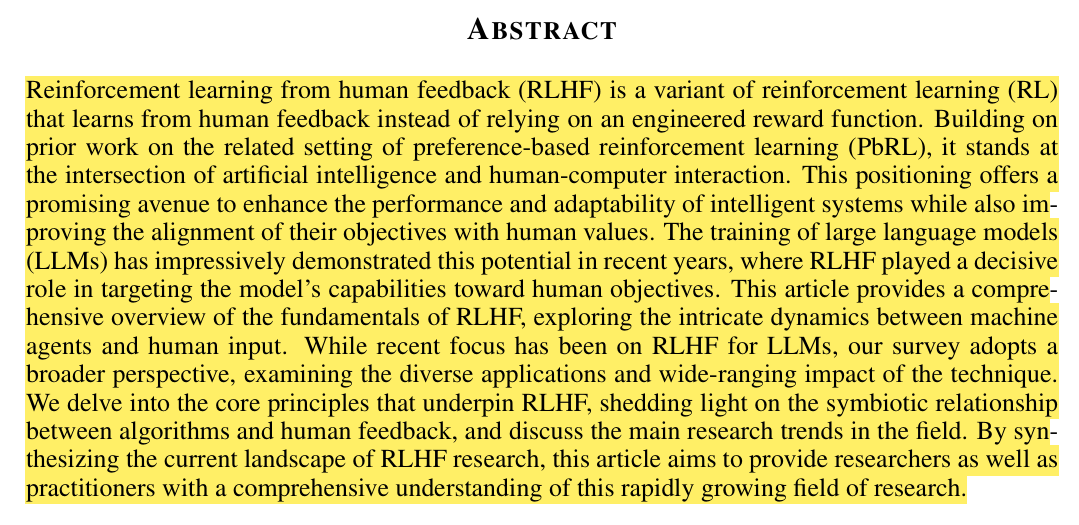 ABSTRACT
Reinforcement learning from human feedback (RLHF) is a variant of reinforcement learning (RL)
that learns from human feedback instead of relying on an engineered reward function. Building on
prior work on the related setting of preference-based reinforcement learning (PbRL), it stands at
the intersection of artificial intelligence and human-computer interaction. This positioning offers a
promising avenue to enhance the performance and adaptability of intelligent systems while also im-
proving the alignment of their objectives with human values. The training of large language models
(LLMs) has impressively demonstrated this potential in recent years, where RLHF played a decisive
role in targeting the model's capabilities toward human objectives. This article provides a compre-
hensive overview of the fundamentals of RLHF, exploring the intricate dynamics between machine
agents and human input. While recent focus has been on RLHF for LLMs, our survey adopts a
broader perspective, examining the diverse applications and wide-ranging impact of the technique.
We delve into the core principles that underpin RLHF, shedding light on the symbiotic relationship
between algorithms and human feedback, and discuss the main research trends in the field. By syn-
thesizing the current landscape of RLHF research, this article aims to provide researchers as well as
practitioners with a comprehensive understanding of this rapidly growing field of research.